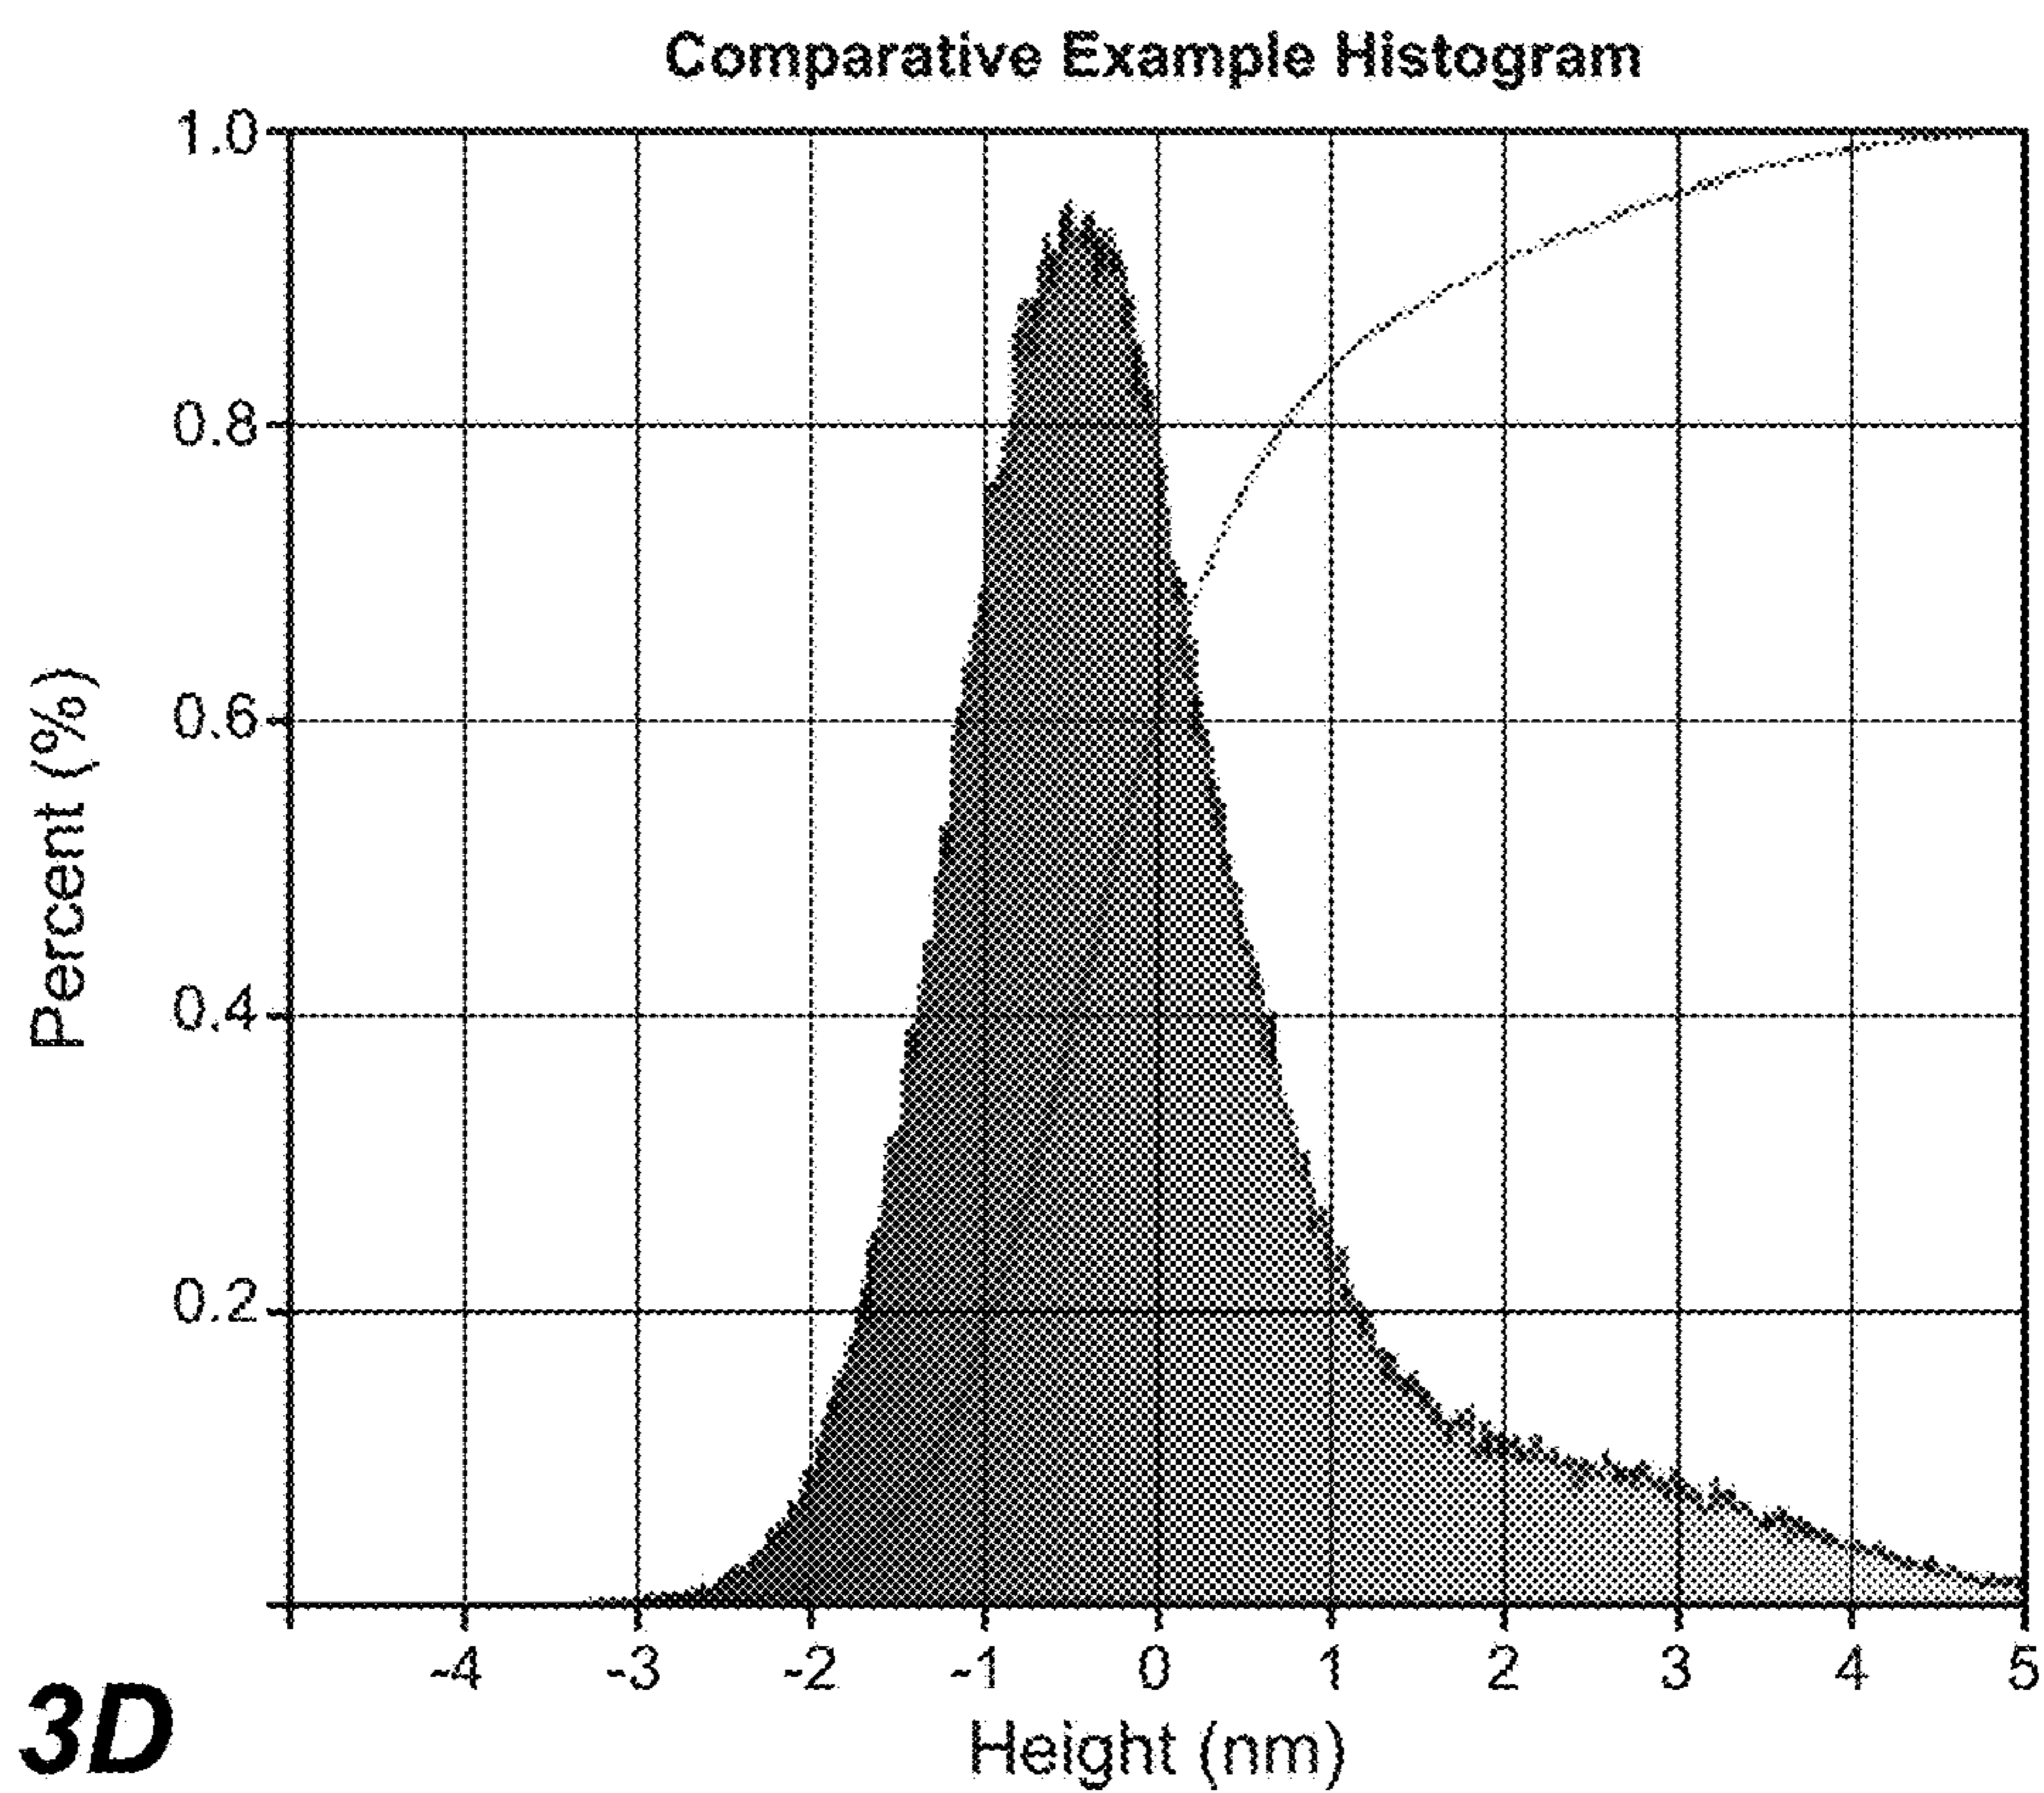 Comparative Example Histogram
1.0
0.8
0.6
0.4
0.2
Percent (%)
-4 -3 -2 -1 0 1 2 3 4 5
Height (nm)
3D